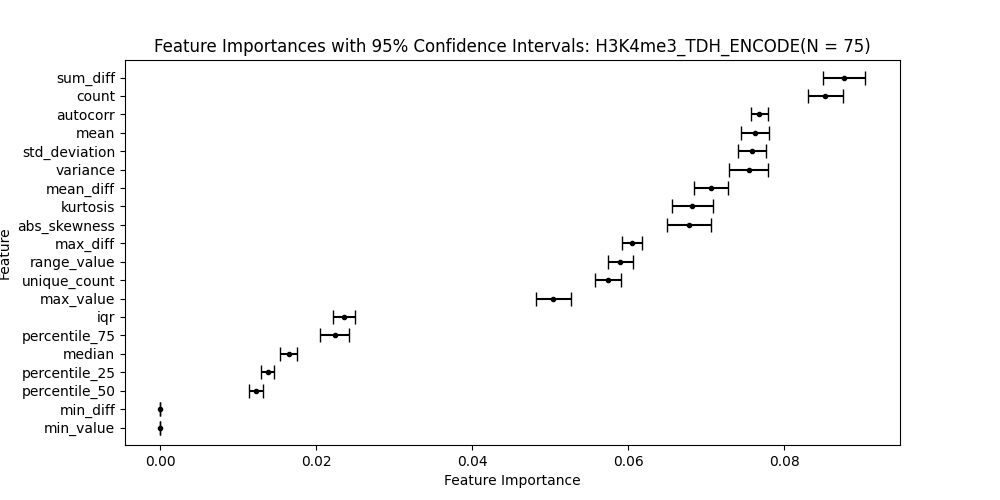 Feature Importances with 95% Confidence Intervals: H3K4me3_TDH_ENCODE(N = 75)
sum_diff
count
autocorr
mean
std_deviation
variance
mean_diff
kurtosis
abs_skewness
max_diff
range_value
unique_count
max_value
iqr
percentile_75
median
percentile_25
percentile_50
min_diff
min_value
Feature
0.00 0.02 0.04 0.06 0.08
Feature Importance